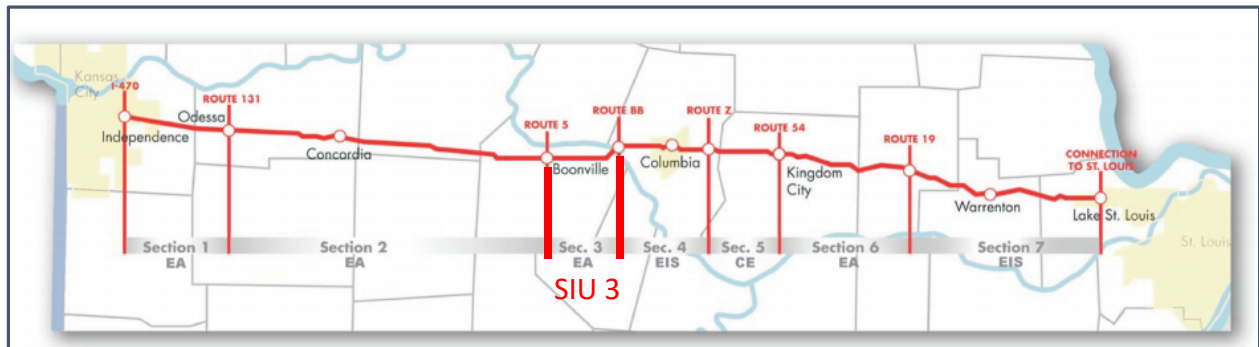 Kansas
City
I-470
Independence
Odessa
ROUTE 131
Concordia
ROUTE 5
Boonville
ROUTE BB
Columbia
ROUTE Z
ROUTE 54
Kingdom
City
ROUTE 19
Warrenton
CONNECTION
TO ST. LOUIS
Lake St. Louis
St. Louis
Section 1
EA
Section 2
EA
Sec. 3
EA
Sec. 4
EIS
Sec. 5
CE
Section 6
EA
Section 7
EIS
SIU 3